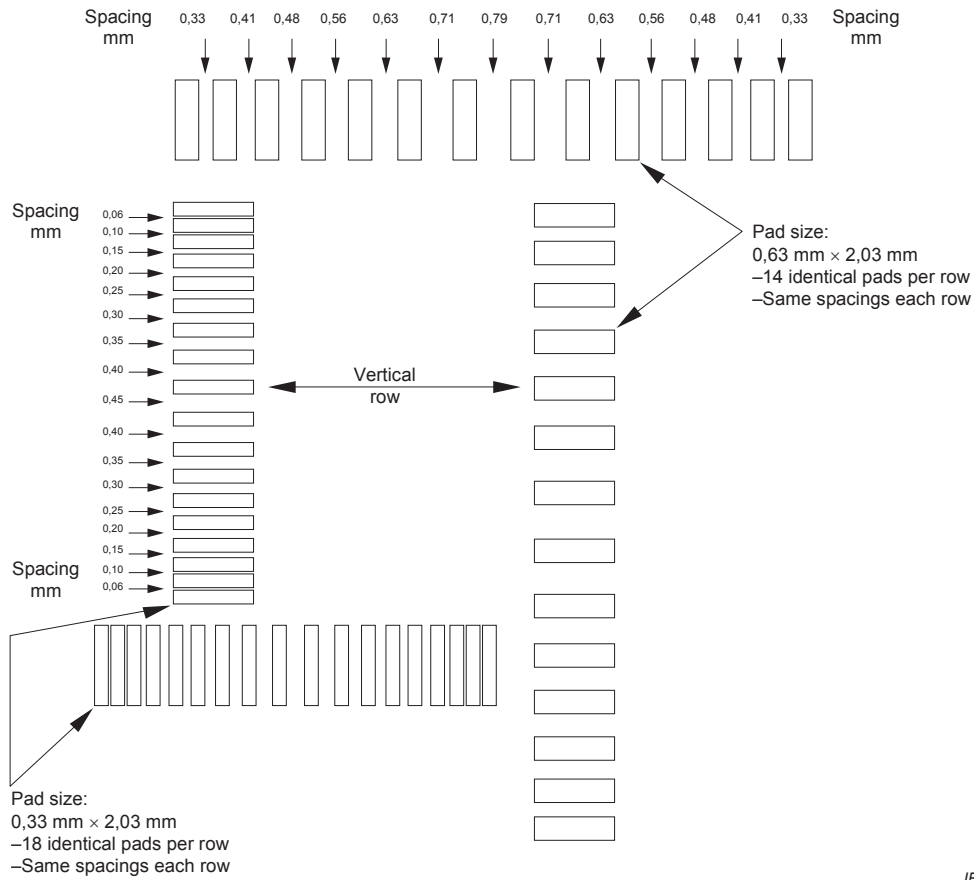 Spacing
mm
0,33 0,41 0,48 0,56 0,63 0,71 0,79 0,71 0,63 0,56 0,48 0,41 0,33
Spacing
mm
Spacing
mm
0,06
0,10
0,15
0,20
0,25
0,30
0,35
0,40
0,45
0,40
0,35
0,30
0,25
0,20
0,15
0,10
0,06
Spacing
mm
Vertical
row
Pad size:
0,63 mm × 2,03 mm
–14 identical pads per row
–Same spacings each row
Pad size:
0,33 mm × 2,03 mm
–18 identical pads per row
–Same spacings each row